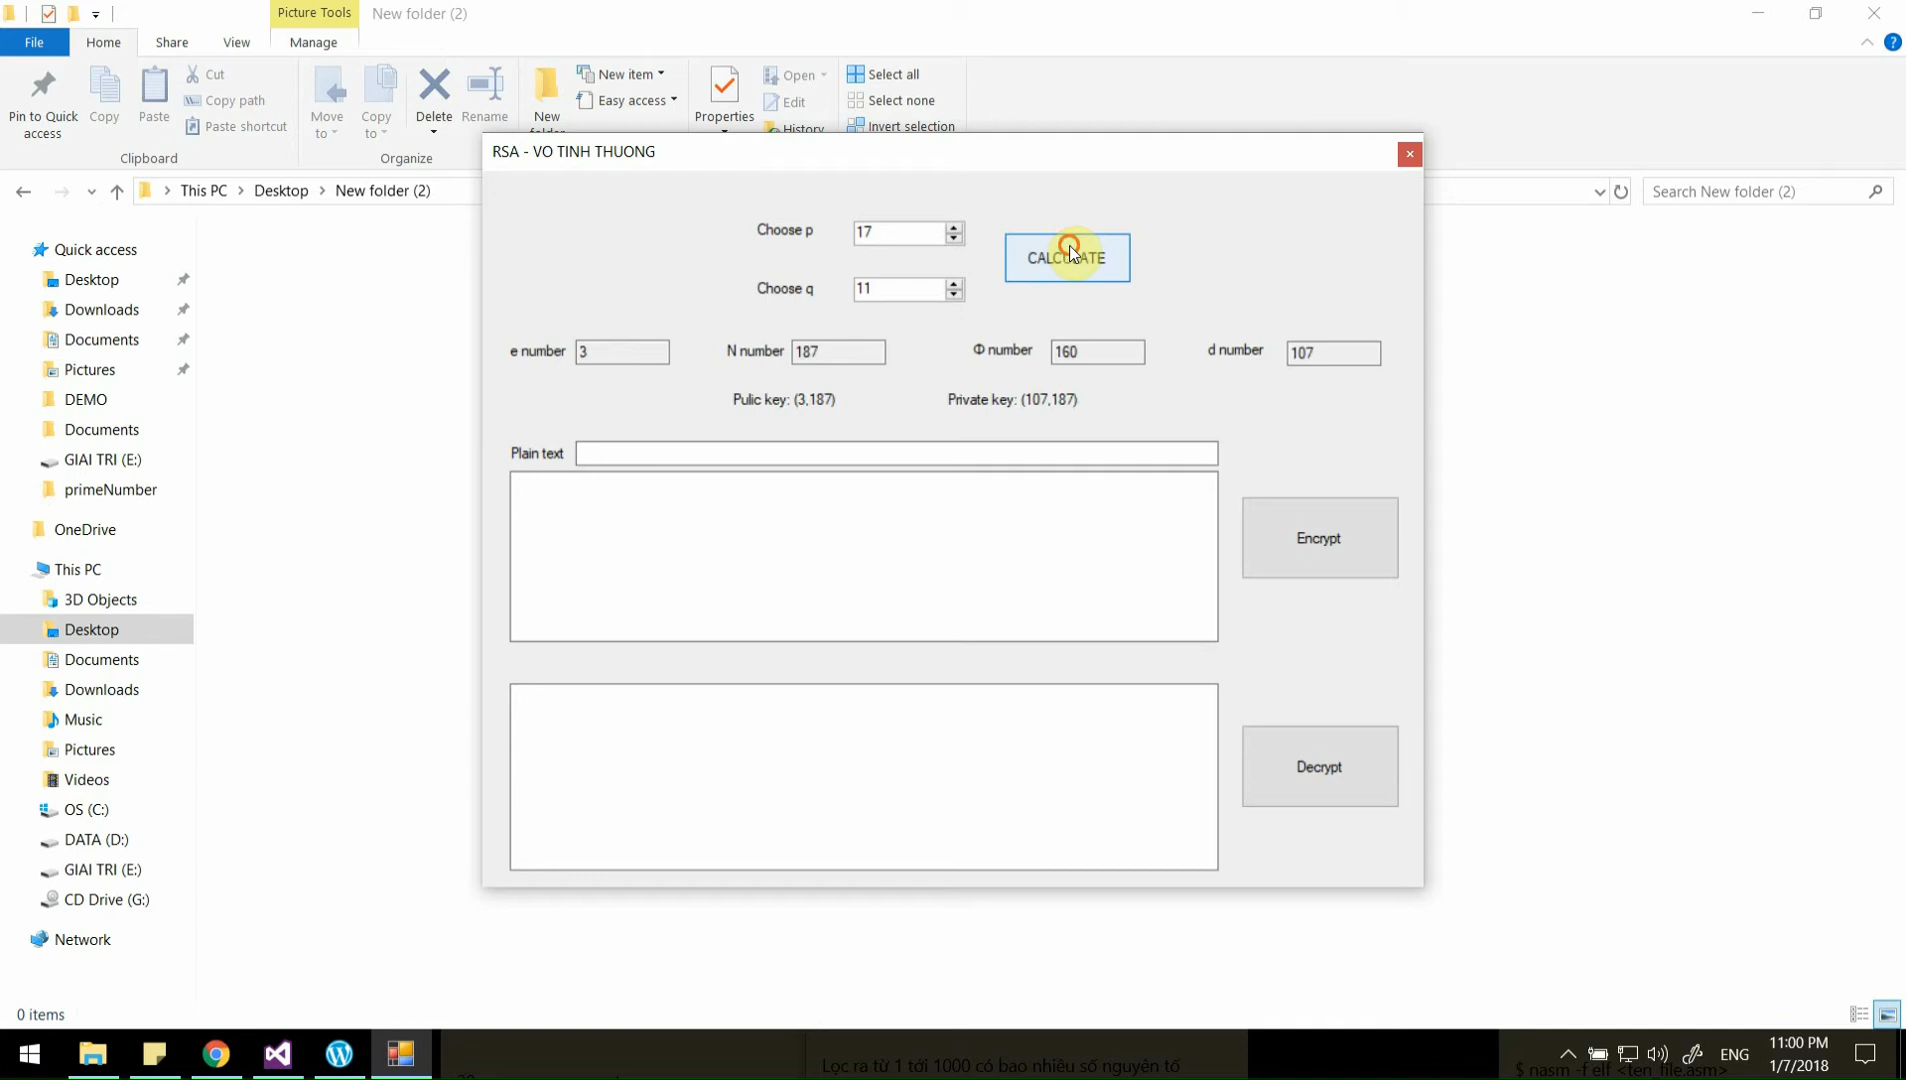 Picture Tools
New folder (2)
File
Home
Share
View
Manage
Pin to Quick access
Copy
Paste
Cut
Copy path
Paste shortcut
Clipboard
Move to
Copy to
Delete
Rename
Organize
New
New item
Easy access
Properties
Open
Edit
History
Select all
Select none
Invert selection
This PC
Desktop
New folder (2)
Search New folder (2)
Quick access
Desktop
Downloads
Documents
Pictures
DEMO
Documents
GIAI TRI (E:)
primeNumber
OneDrive
This PC
3D Objects
Desktop
Documents
Downloads
Music
Pictures
Videos
OS (C:)
DATA (D:)
GIAI TRI (E:)
CD Drive (G:)
Network
0 items
RSA - VO TINH THUONG
Choose p 17
CALCULATE
Choose q 11
e number 3
N number 187
Φ number 160
d number 107
Pulic key: (3,187)
Private key: (107,187)
Plain text
Encrypt
Decrypt
Lọc ra từ 1 tới 1000 có bao nhiêu số nguyên tố
$ nasm -f elf <ten_file.asm>
ENG
11:00 PM
1/7/2018